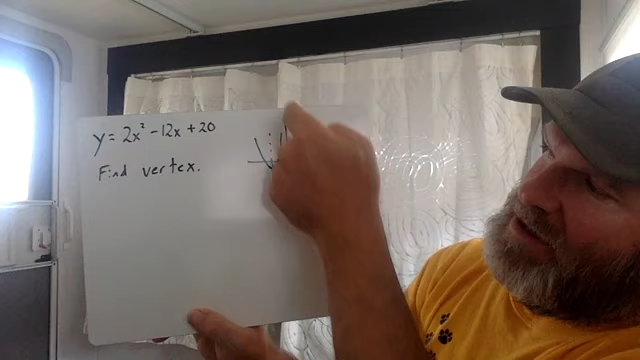 y = 2x² - 12x + 20
Find vertex.